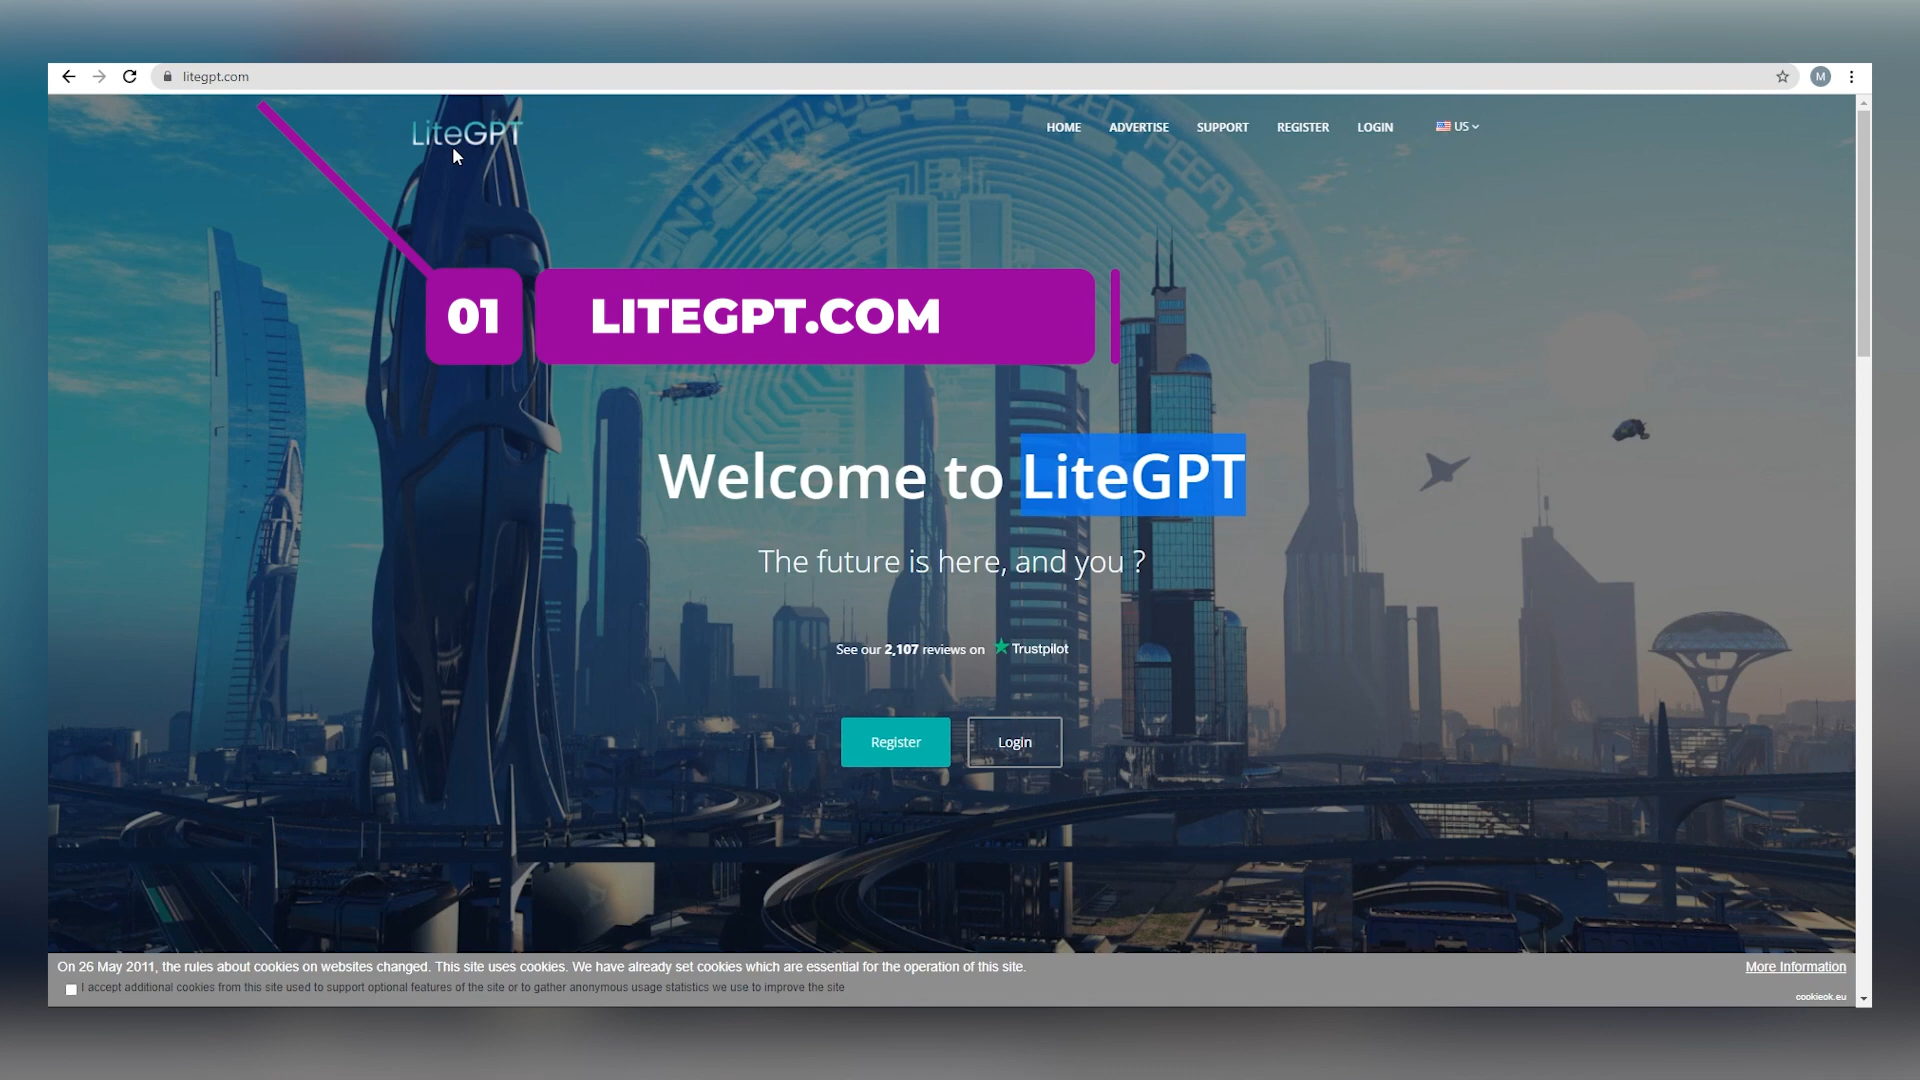 litegpt.com
M
LiteGPT
HOME
ADVERTISE
SUPPORT
REGISTER
LOGIN
US
01
LITEGPT.COM
Welcome to LiteGPT
The future is here, and you ?
See our 2,107 reviews on Trustpilot
Register
Login
On 26 May 2011, the rules about cookies on websites changed. This site uses cookies. We have already set cookies which are essential for the operation of this site.
More Information
I accept additional cookies from this site used to support optional features of the site or to gather anonymous usage statistics we use to improve the site
cookieok.eu